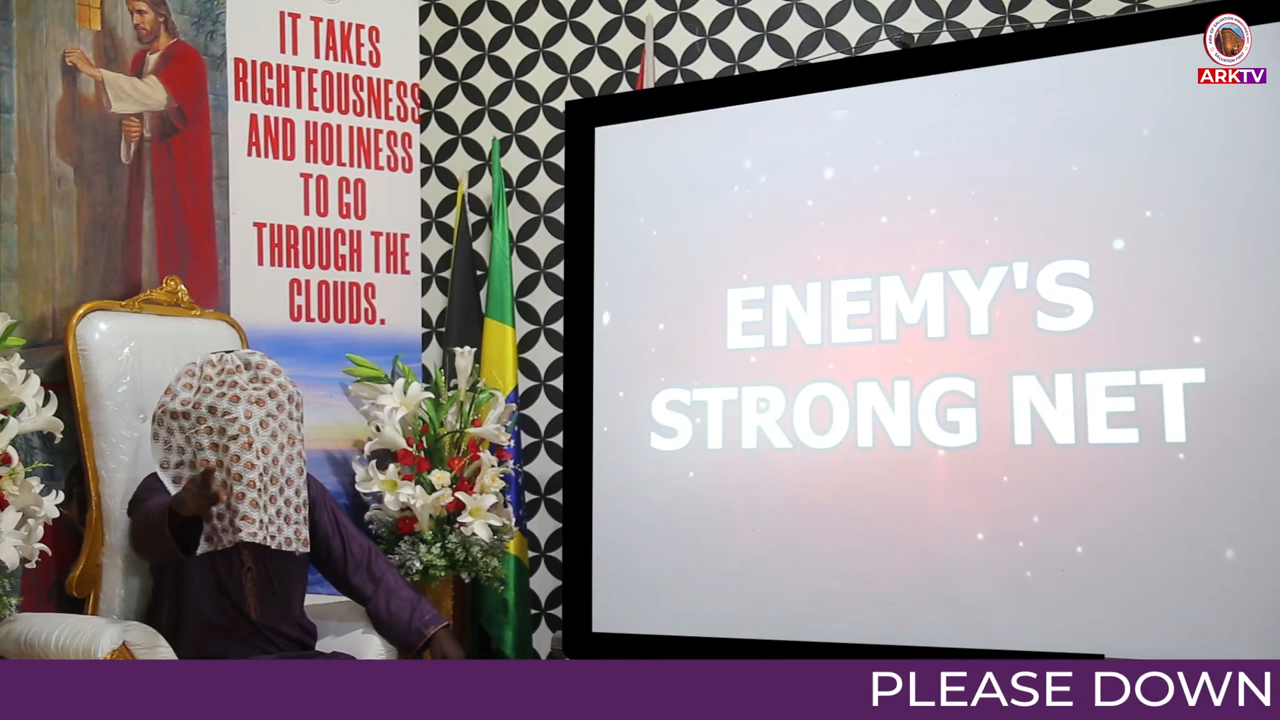 IT TAKES
RIGHTEOUSNESS
AND HOLINESS
TO GO
THROUGH THE
CLOUDS.
ENEMY'S
STRONG NET
ARKTV
PLEASE DOWN